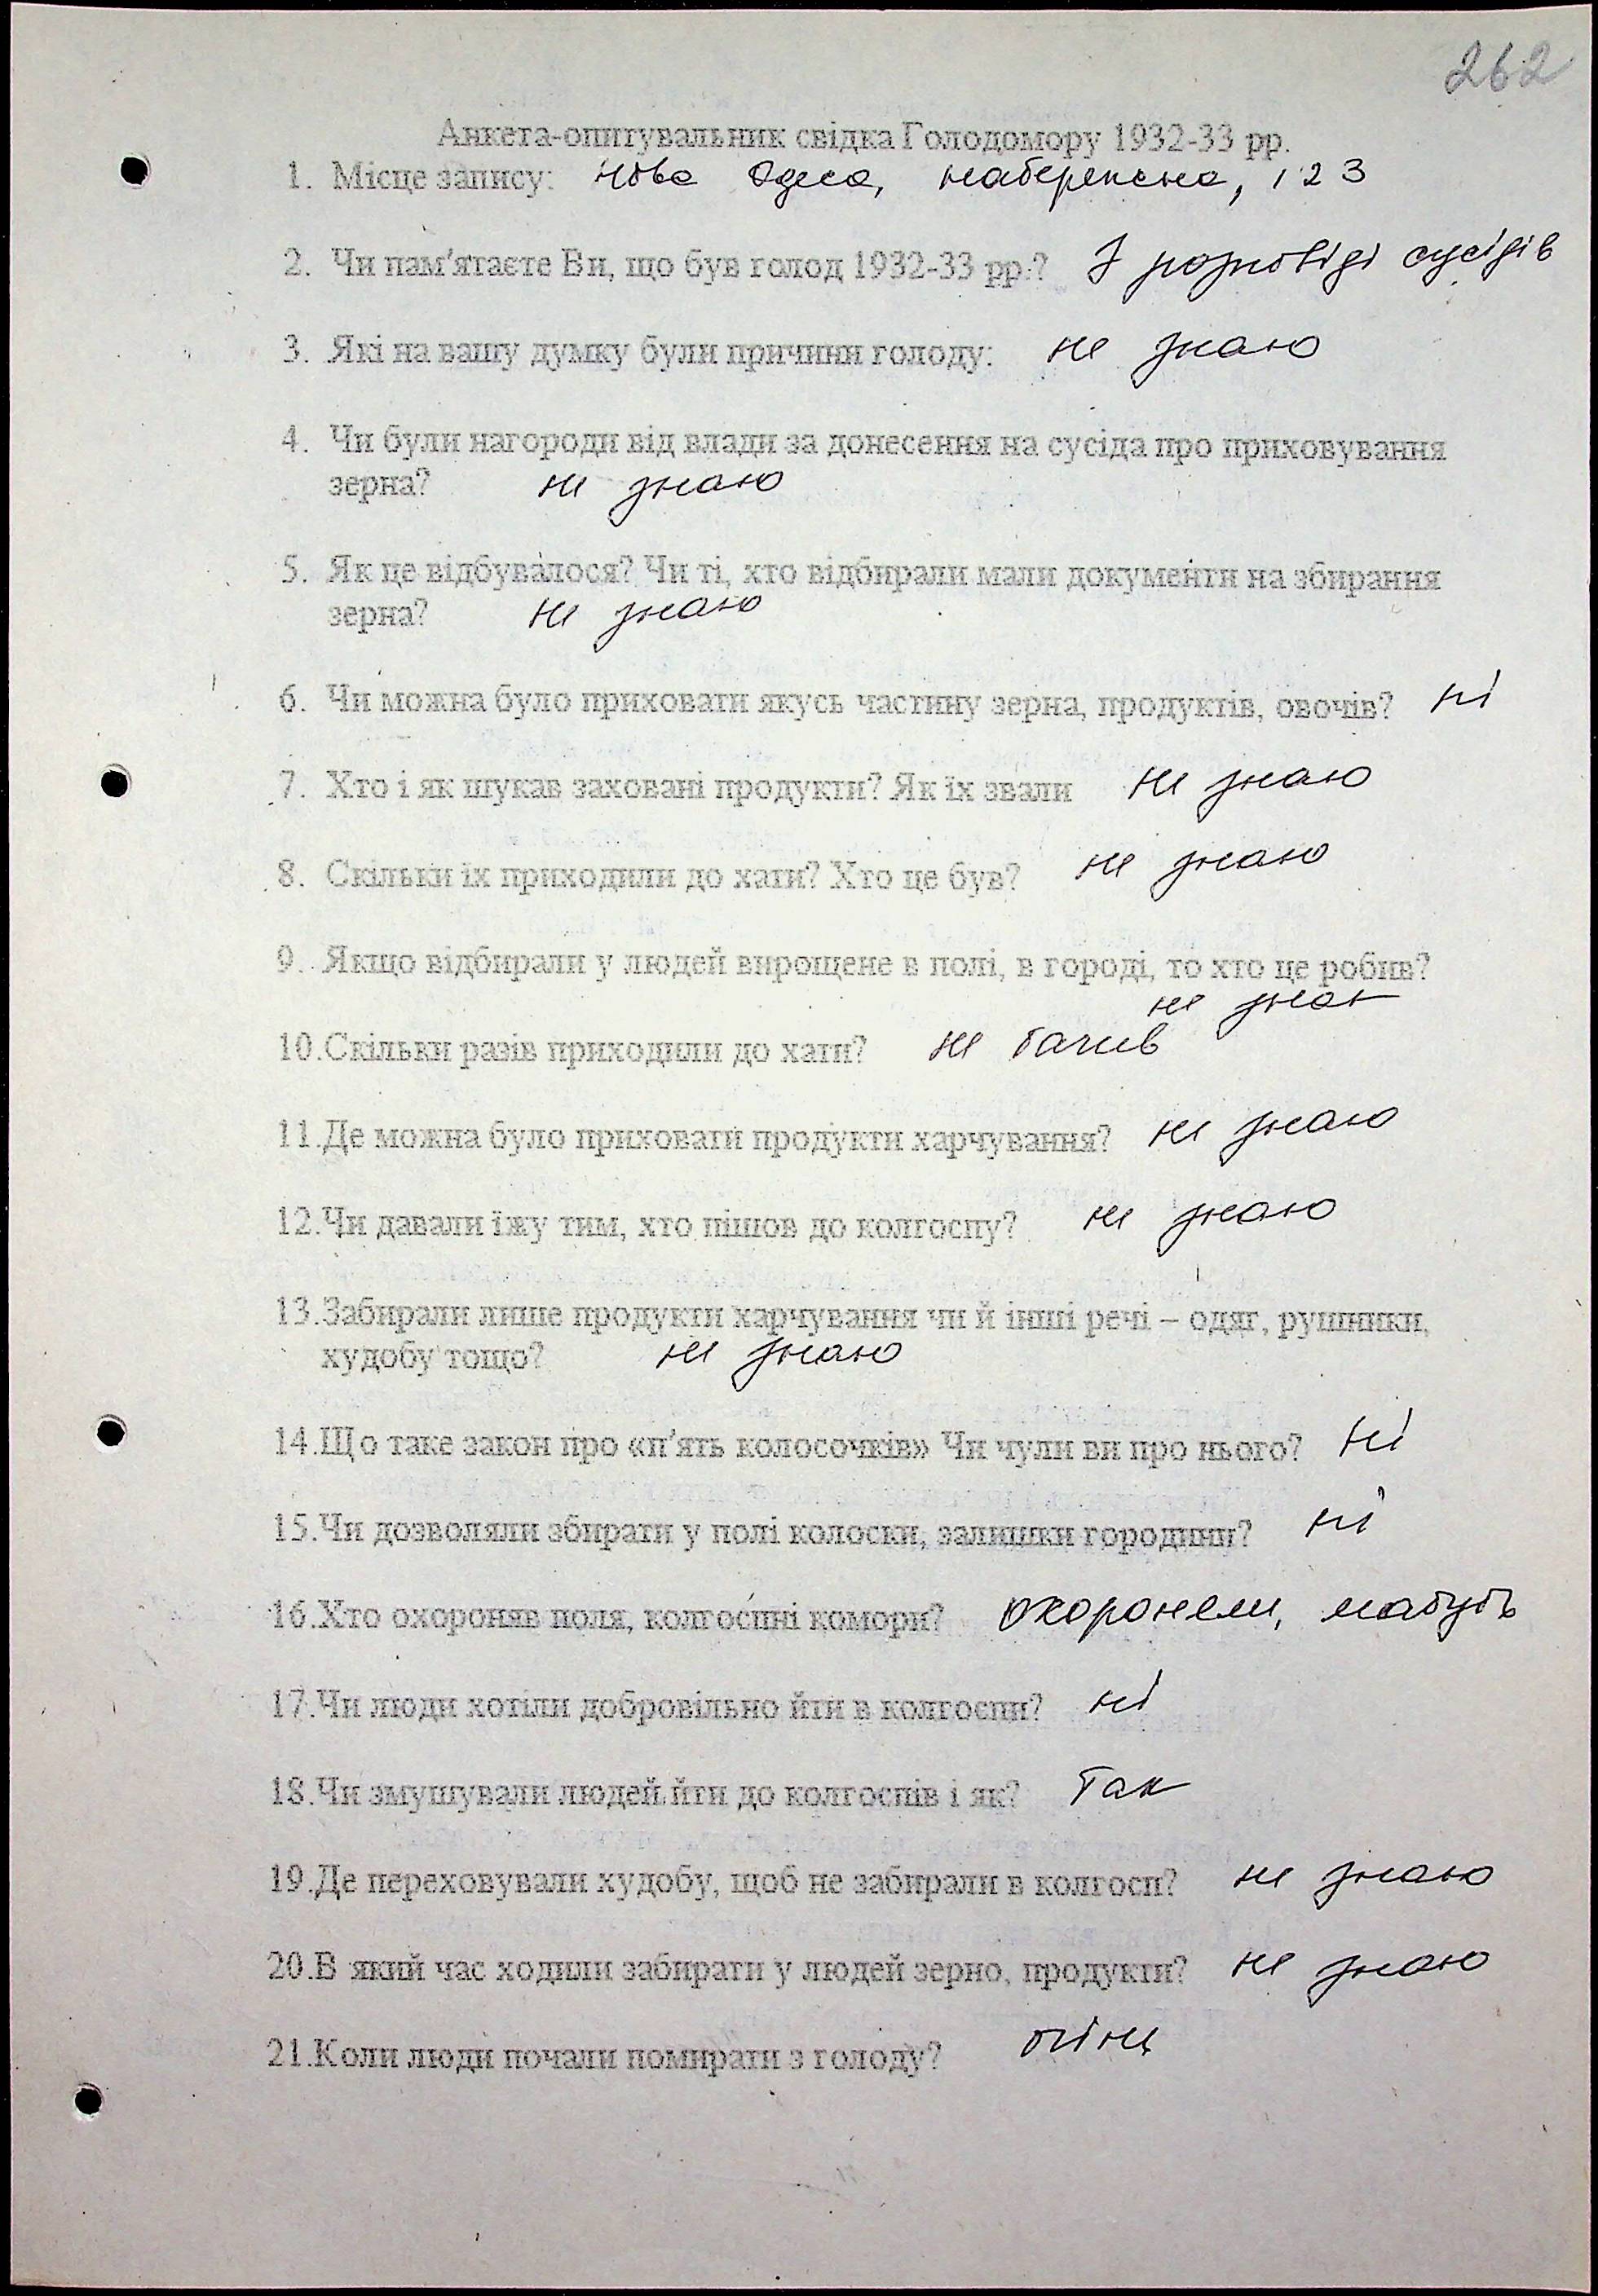 262
Анкета-опитувальник свідка Голодомору 1932-33 рр.
1. Місце запису: Нова Одеса, набережна, 123
2. Чи пам'ятаєте Ви, що був голод 1932-33 рр.? З розповіді сусідів
3. Які на вашу думку були причини голоду: не знаю
4. Чи були нагороди від влади за донесення на сусіда про приховування
зерна? не знаю
5. Як це відбувалося? Чи ті, хто відбирали мали документи на збирання
зерна? не знаю
6. Чи можна було приховати якусь частину зерна, продуктів, овочів? ні
7. Хто і як шукав заховані продукти? Як їх звали не знаю
8. Скільки їх приходили до хати? Хто це був? не знаю
9. Якщо відбирали у людей вирощене в полі, в городі, то хто це робив?
не знаю
10.Скільки разів приходили до хати? не бачив
11.Де можна було приховати продукти харчування? не знаю
12.Чи давали їжу тим, хто пішов до колгоспу? не знаю
13.Забирали лише продукти харчування чи й інші речі – одяг, рушники,
худобу тощо? не знаю
14.Що таке закон про «п'ять колосочків» Чи чули ви про нього? ні
15.Чи дозволяли збирати у полі колоски, залишки городини? ні
16.Хто охороняв поля, колгоспні комори? охоронели, мабуть
17.Чи люди хотіли добровільно йти в колгоспи? ні
18.Чи змушували людей йти до колгоспів і як? Так
19.Де переховували худобу, щоб не забирали в колгосп? не знаю
20.В який час ходили забирати у людей зерно, продукти? не знаю
21.Коли люди почали помирати з голоду?